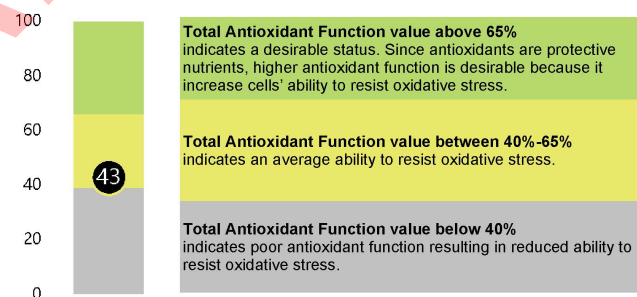 100
80
60
40
20
0
43
Total Antioxidant Function value above 65%
indicates a desirable status. Since antioxidants are protective
nutrients, higher antioxidant function is desirable because it
increase cells' ability to resist oxidative stress.
Total Antioxidant Function value between 40%-65%
indicates an average ability to resist oxidative stress.
Total Antioxidant Function value below 40%
indicates poor antioxidant function resulting in reduced ability to
resist oxidative stress.